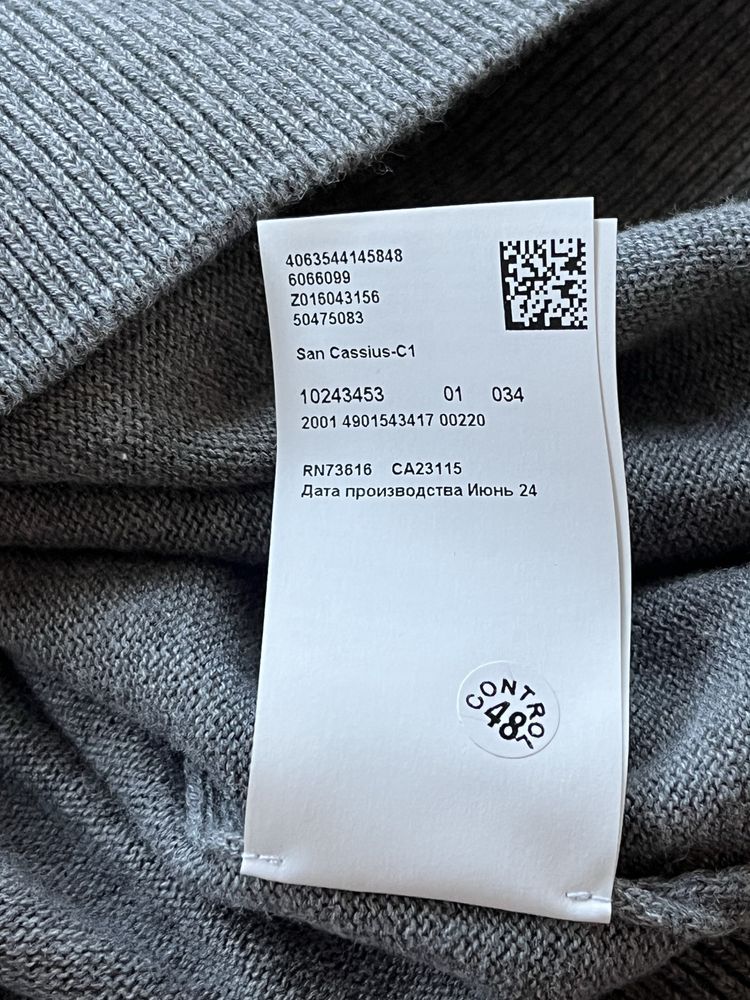 4063544145848
6066099
Z016043156
50475083
San Cassius-C1
10243453 01 034
2001 4901543417 00220
RN73616 CA23115
Дата производства Июнь 24
CONTROL
48